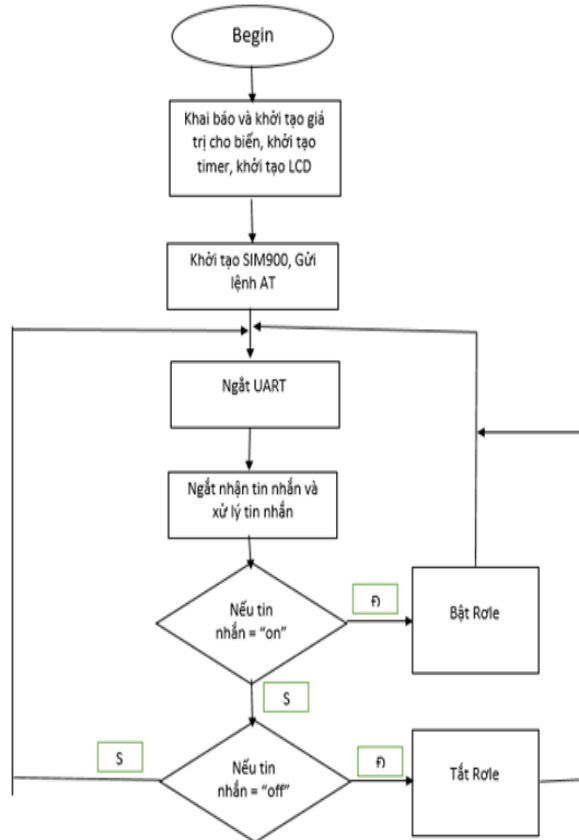 Begin
Khai báo và khởi tạo giá
trị cho biến, khởi tạo
timer, khởi tạo LCD
Khởi tạo SIM900, Gửi
lệnh AT
Ngắt UART
Ngắt nhận tin nhắn và
xử lý tin nhắn
Nếu tin
nhắn = “on”
Đ
Bật Rơle
S
S
Nếu tin
nhắn = “off”
Đ
Tắt Rơle